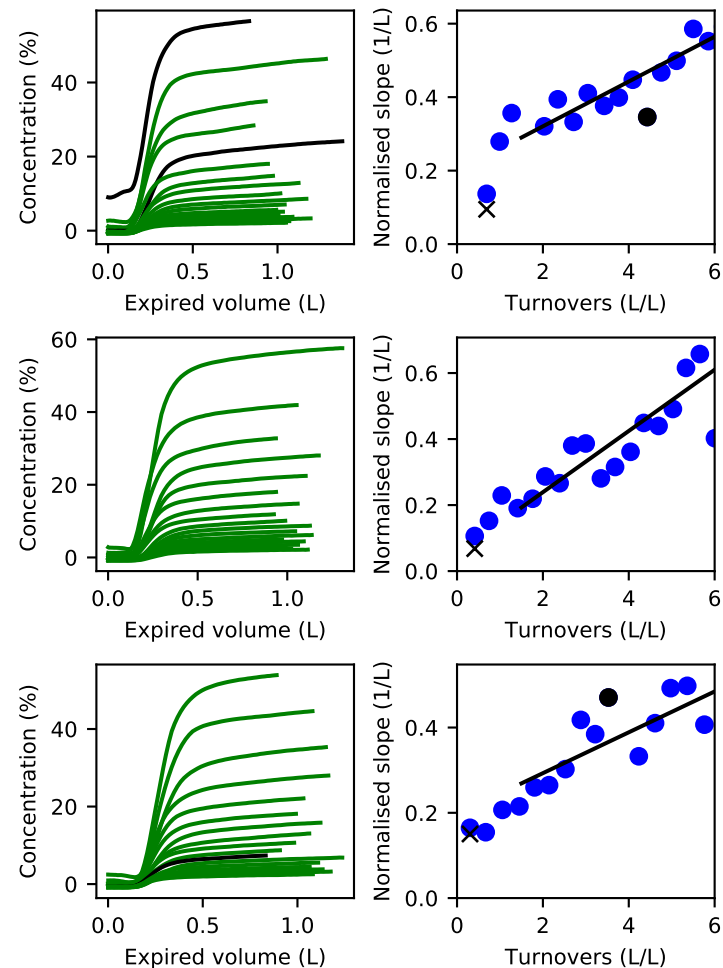 Concentration (%)
40
20
0
0.0 0.5 1.0
Expired volume (L)
Normalised slope (1/L)
0.6
0.4
0.2
0.0
0 2 4 6
Turnovers (L/L)
Concentration (%)
60
40
20
0
0.0 0.5 1.0
Expired volume (L)
Normalised slope (1/L)
0.6
0.4
0.2
0.0
0 2 4 6
Turnovers (L/L)
Concentration (%)
40
20
0
0.0 0.5 1.0
Expired volume (L)
Normalised slope (1/L)
0.4
0.2
0.0
0 2 4 6
Turnovers (L/L)